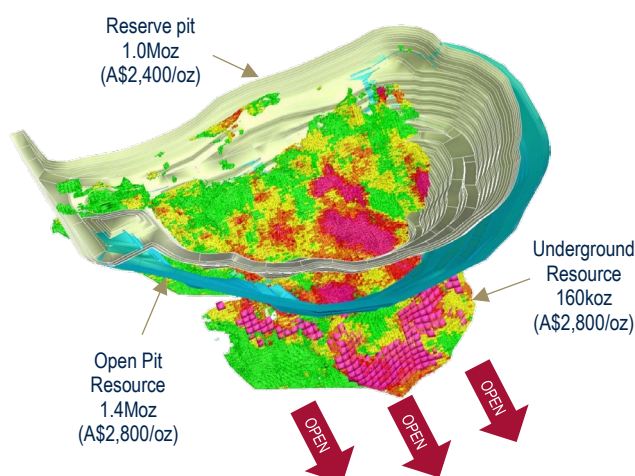 Reserve pit
1.0Moz
(A$2,400/oz)
Underground
Resource
160koz
(A$2,800/oz)
Open Pit
Resource
1.4Moz
(A$2,800/oz)
OPEN
OPEN
OPEN